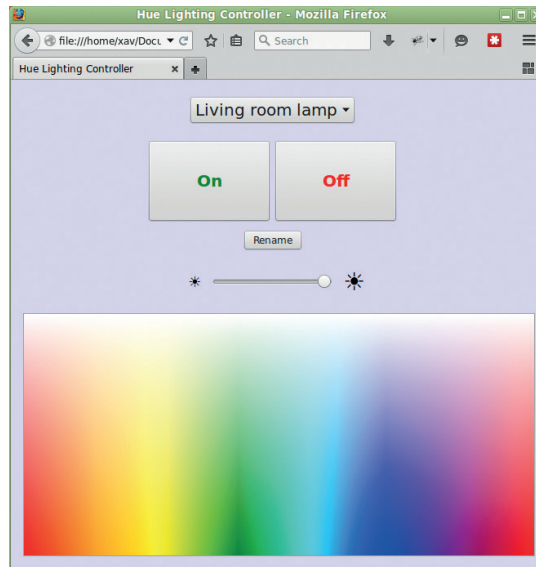 Hue Lighting Controller - Mozilla Firefox
file:///home/xav/Docu
Search
Hue Lighting Controller
Living room lamp
On
Off
Rename